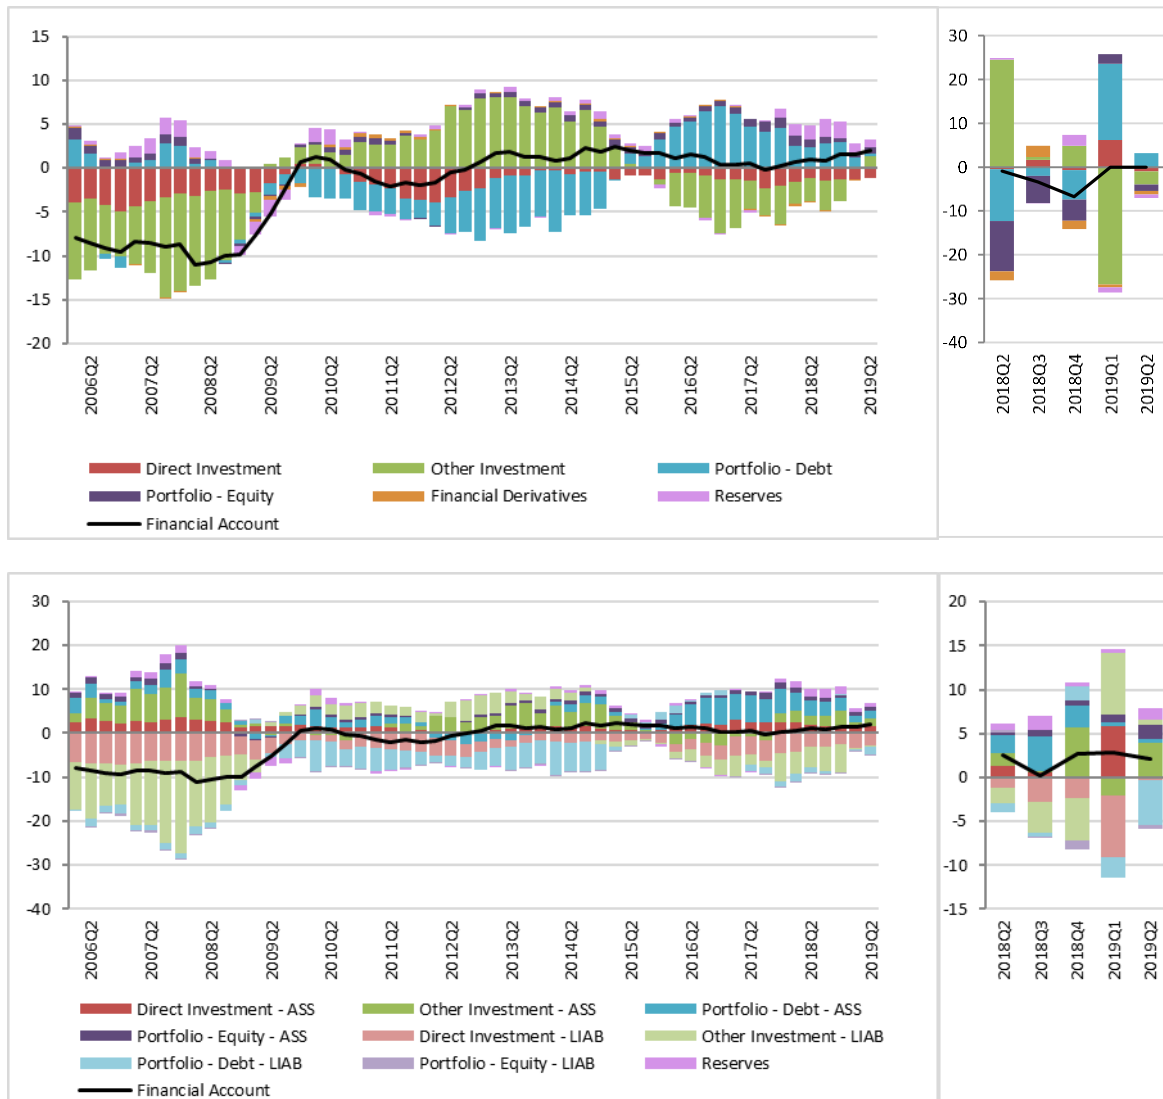 15
10
5
0
-5
-10
-15
-20
2006Q2 2007Q2 2008Q2 2009Q2 2010Q2 2011Q2 2012Q2 2013Q2 2014Q2 2015Q2 2016Q2 2017Q2 2018Q2 2019Q2
Direct Investment Other Investment Portfolio - Debt
Portfolio - Equity Financial Derivatives Reserves
Financial Account
30
20
10
0
-10
-20
-30
-40
2018Q2 2018Q3 2018Q4 2019Q1 2019Q2
30
20
10
0
-10
-20
-30
-40
2006Q2 2007Q2 2008Q2 2009Q2 2010Q2 2011Q2 2012Q2 2013Q2 2014Q2 2015Q2 2016Q2 2017Q2 2018Q2 2019Q2
Direct Investment - ASS Other Investment - ASS Portfolio - Debt - ASS
Portfolio - Equity - ASS Direct Investment - LIAB Other Investment - LIAB
Portfolio - Debt - LIAB Portfolio - Equity - LIAB Reserves
Financial Account
20
15
10
5
0
-5
-10
-15
2018Q2 2018Q3 2018Q4 2019Q1 2019Q2